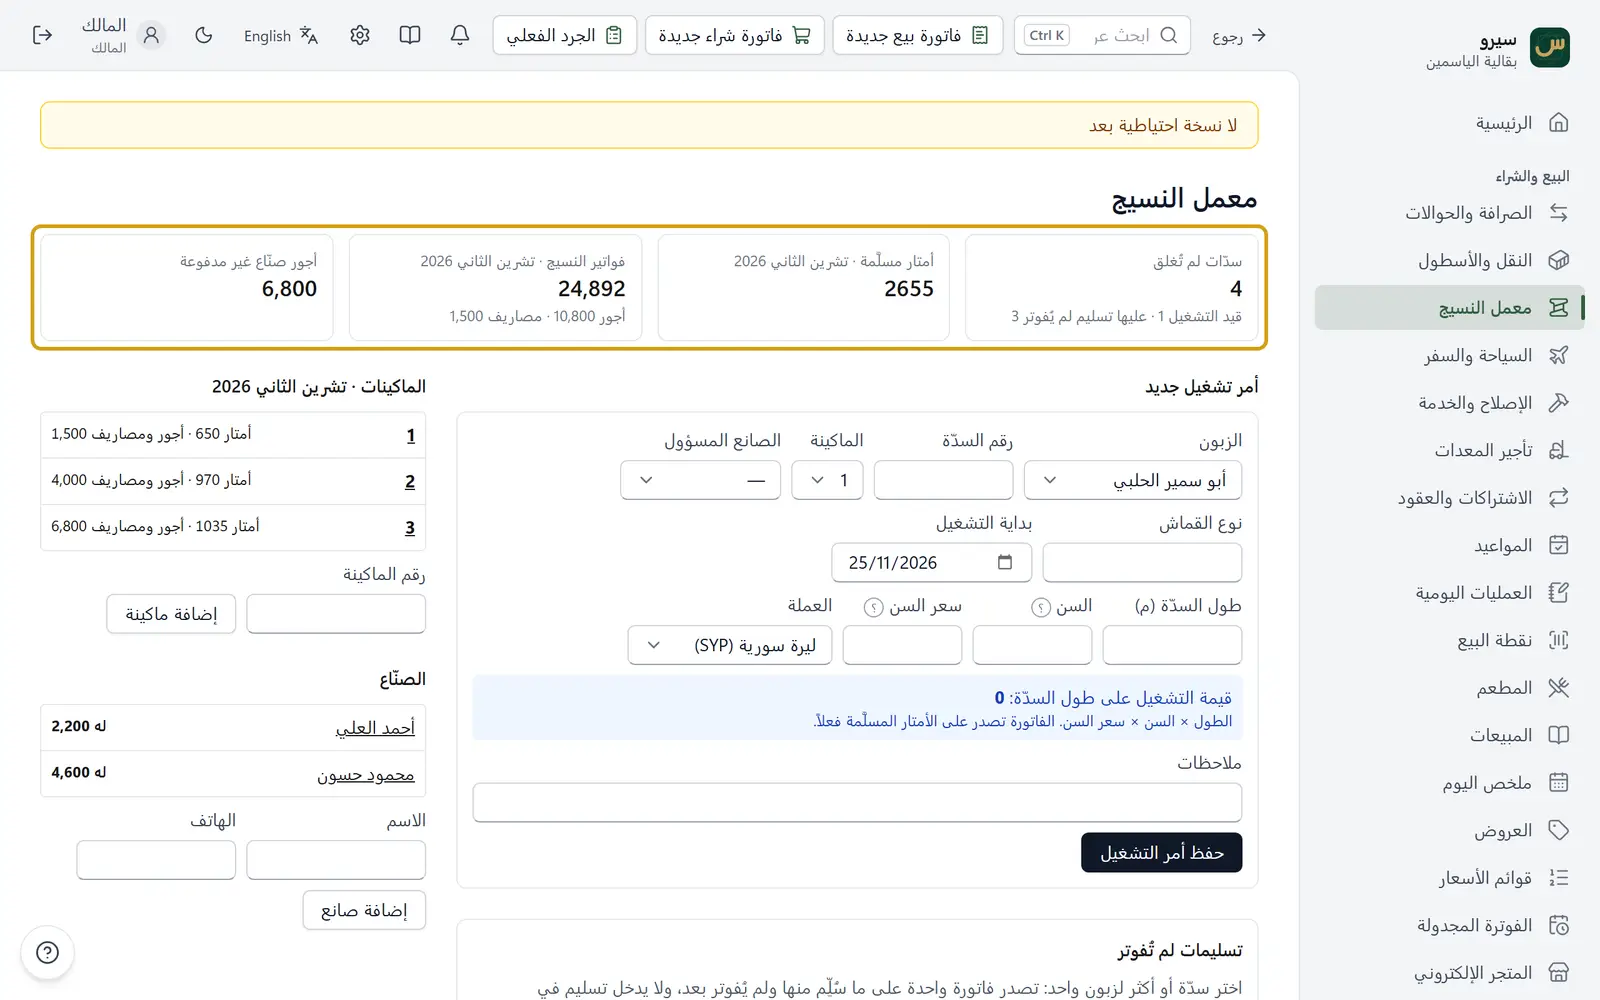 سيرو
بقالية الياسمين
رجوع
ابحث عر
Ctrl K
فاتورة بيع جديدة
فاتورة شراء جديدة
الجرد الفعلي
English
المالك
المالك
الرئيسية
البيع والشراء
الصرافة والحوالات
النقل والأسطول
معمل النسيج
السياحة والسفر
الإصلاح والخدمة
تأجير المعدات
الاشتراكات والعقود
المواعيد
العمليات اليومية
نقطة البيع
المطعم
المبيعات
ملخص اليوم
العروض
قوائم الأسعار
الفوترة المجدولة
المتجر الإلكتروني
لا نسخة احتياطية بعد
معمل النسيج
سدّات لم تُغلق
4
قيد التشغيل 1 · عليها تسليم لم يُفوتر 3
أمتار مسلَّمة · تشرين الثاني 2026
2655
فواتير النسيج · تشرين الثاني 2026
24,892
أجور 10,800 · مصاريف 1,500
أجور صنّاع غير مدفوعة
6,800
أمر تشغيل جديد
الزبون
رقم السدّة
الماكينة
الصانع المسؤول
أبو سمير الحلبي
1
—
نوع القماش
بداية التشغيل
25/11/2026
طول السدّة (م)
السن ؟
سعر السن ؟
العملة
ليرة سورية (SYP)
قيمة التشغيل على طول السدّة: 0
الطول × السن × سعر السن. الفاتورة تصدر على الأمتار المسلَّمة فعلاً.
ملاحظات
حفظ أمر التشغيل
تسليمات لم تُفوتر
اختر سدّة أو أكثر لزبون واحد: تصدر فاتورة واحدة على ما سُلِّم منها ولم يُفوتر بعد، ولا يدخل تسليم في
الماكينات · تشرين الثاني 2026
1
أمتار 650 · أجور ومصاريف 1,500
2
أمتار 970 · أجور ومصاريف 4,000
3
أمتار 1035 · أجور ومصاريف 6,800
رقم الماكينة
إضافة ماكينة
الصنّاع
أحمد العلي
له 2,200
محمود حسون
له 4,600
الاسم
الهاتف
إضافة صانع